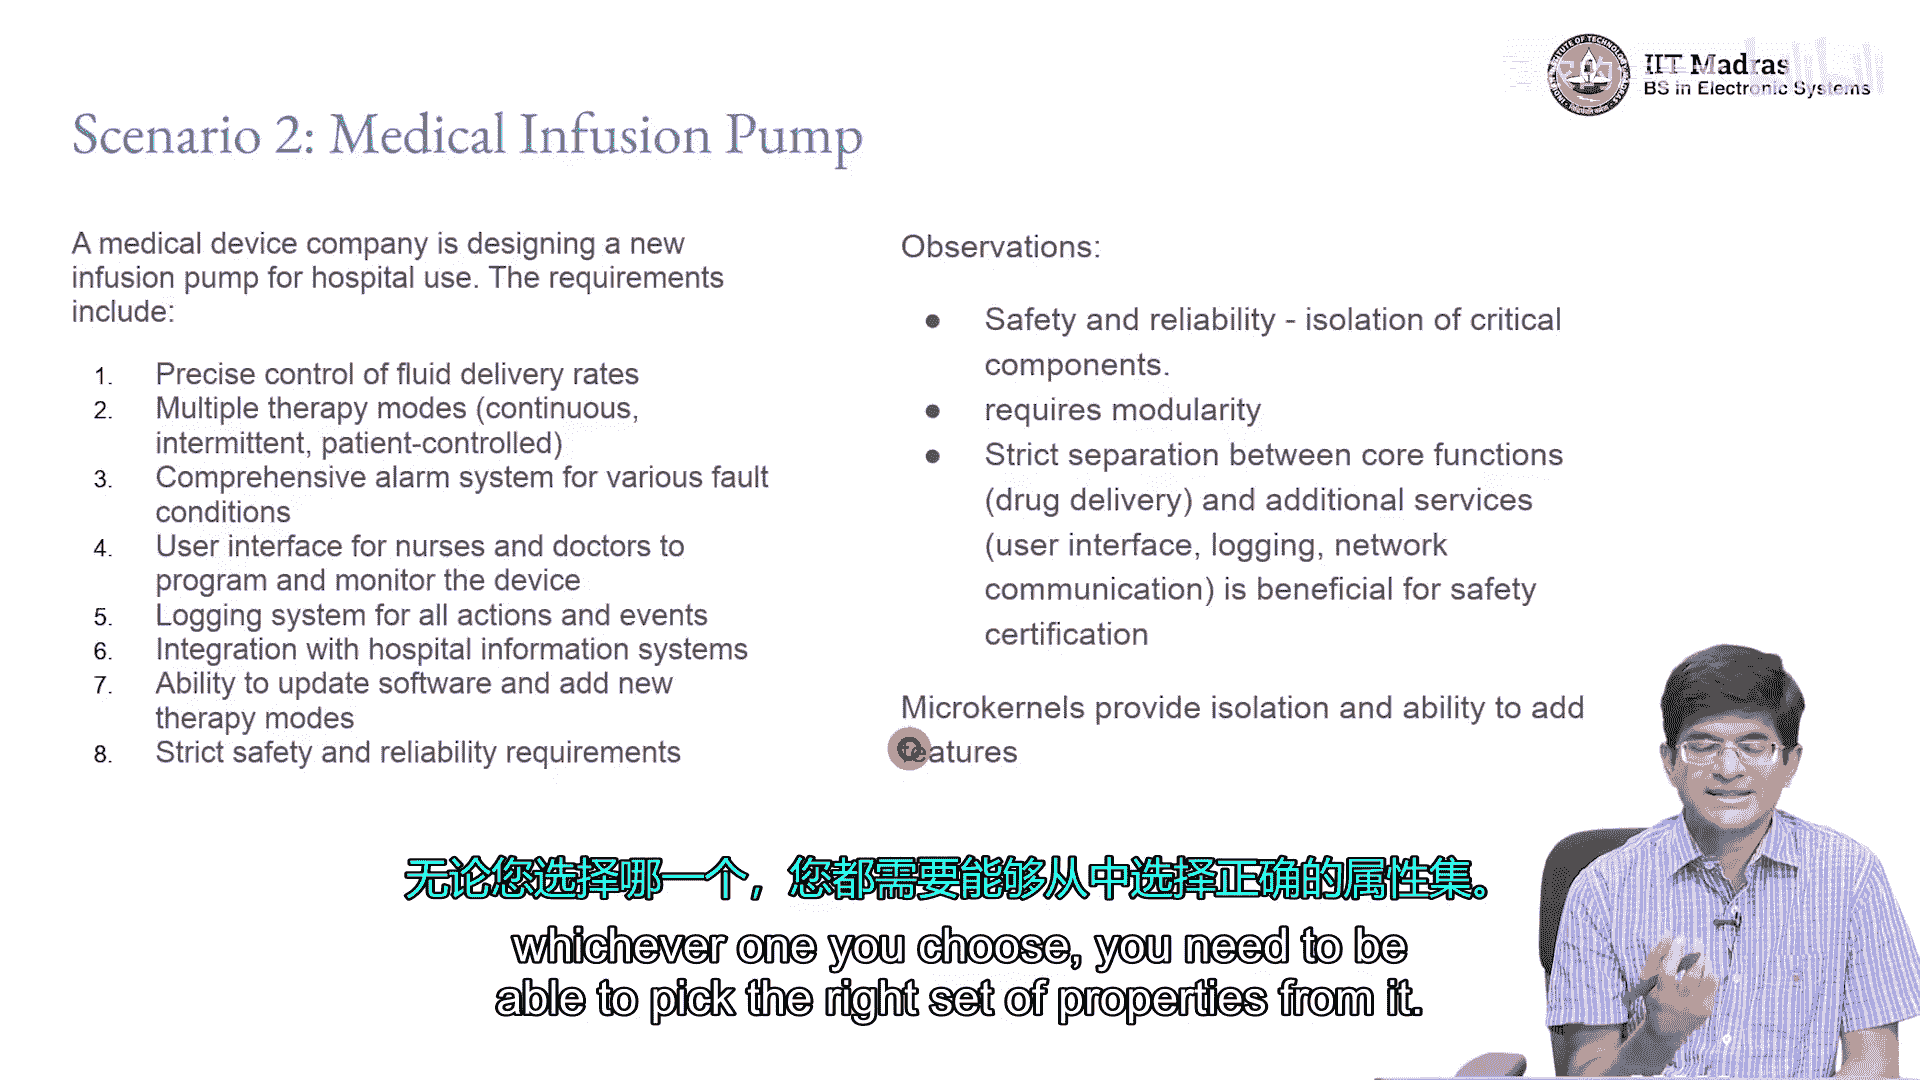 IIT Madras
BS in Electronic Systems
Scenario 2: Medical Infusion Pump
A medical device company is designing a new
infusion pump for hospital use. The requirements
include:
1. Precise control of fluid delivery rates
2. Multiple therapy modes (continuous,
intermittent, patient-controlled)
3. Comprehensive alarm system for various fault
conditions
4. User interface for nurses and doctors to
program and monitor the device
5. Logging system for all actions and events
6. Integration with hospital information systems
7. Ability to update software and add new
therapy modes
8. Strict safety and reliability requirements
Observations:
● Safety and reliability - isolation of critical
components.
● requires modularity
● Strict separation between core functions
(drug delivery) and additional services
(user interface, logging, network
communication) is beneficial for safety
certification
Microkernels provide isolation and ability to add
features
无论您选择哪一个，您都需要能够从中选择正确的属性集。
whichever one you choose, you need to be
able to pick the right set of properties from it.